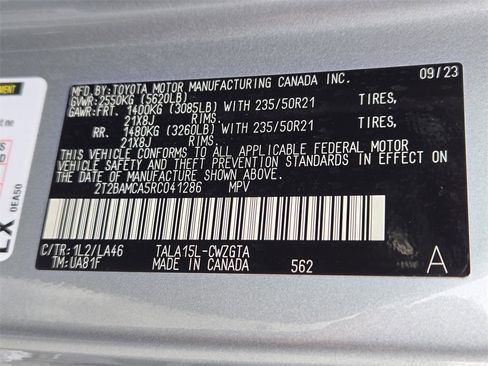 MFD.BY:TOYOTA MOTOR MANUFACTURING CANADA INC. 09/23
GVWR:2550KG (5620LB)
GAWR:FRT. 1400KG (3085LB) WITH 235/50R21 TIRES,
21X8J RIMS.
RR. 1480KG (3260LB) WITH 235/50R21 TIRES,
21X8J RIMS.
THIS VEHICLE CONFORMS TO ALL APPLICABLE FEDERAL MOTOR
VEHICLE SAFETY AND THEFT PREVENTION STANDARDS IN EFFECT ON
THE DATE OF MANUFACTURE SHOWN ABOVE.
2T2BAMCA5RC041286 MPV
C/TR:1L2/LA46 TALA15L-CWZGTA
TM:UA81F MADE IN CANADA 562 A
0EA50